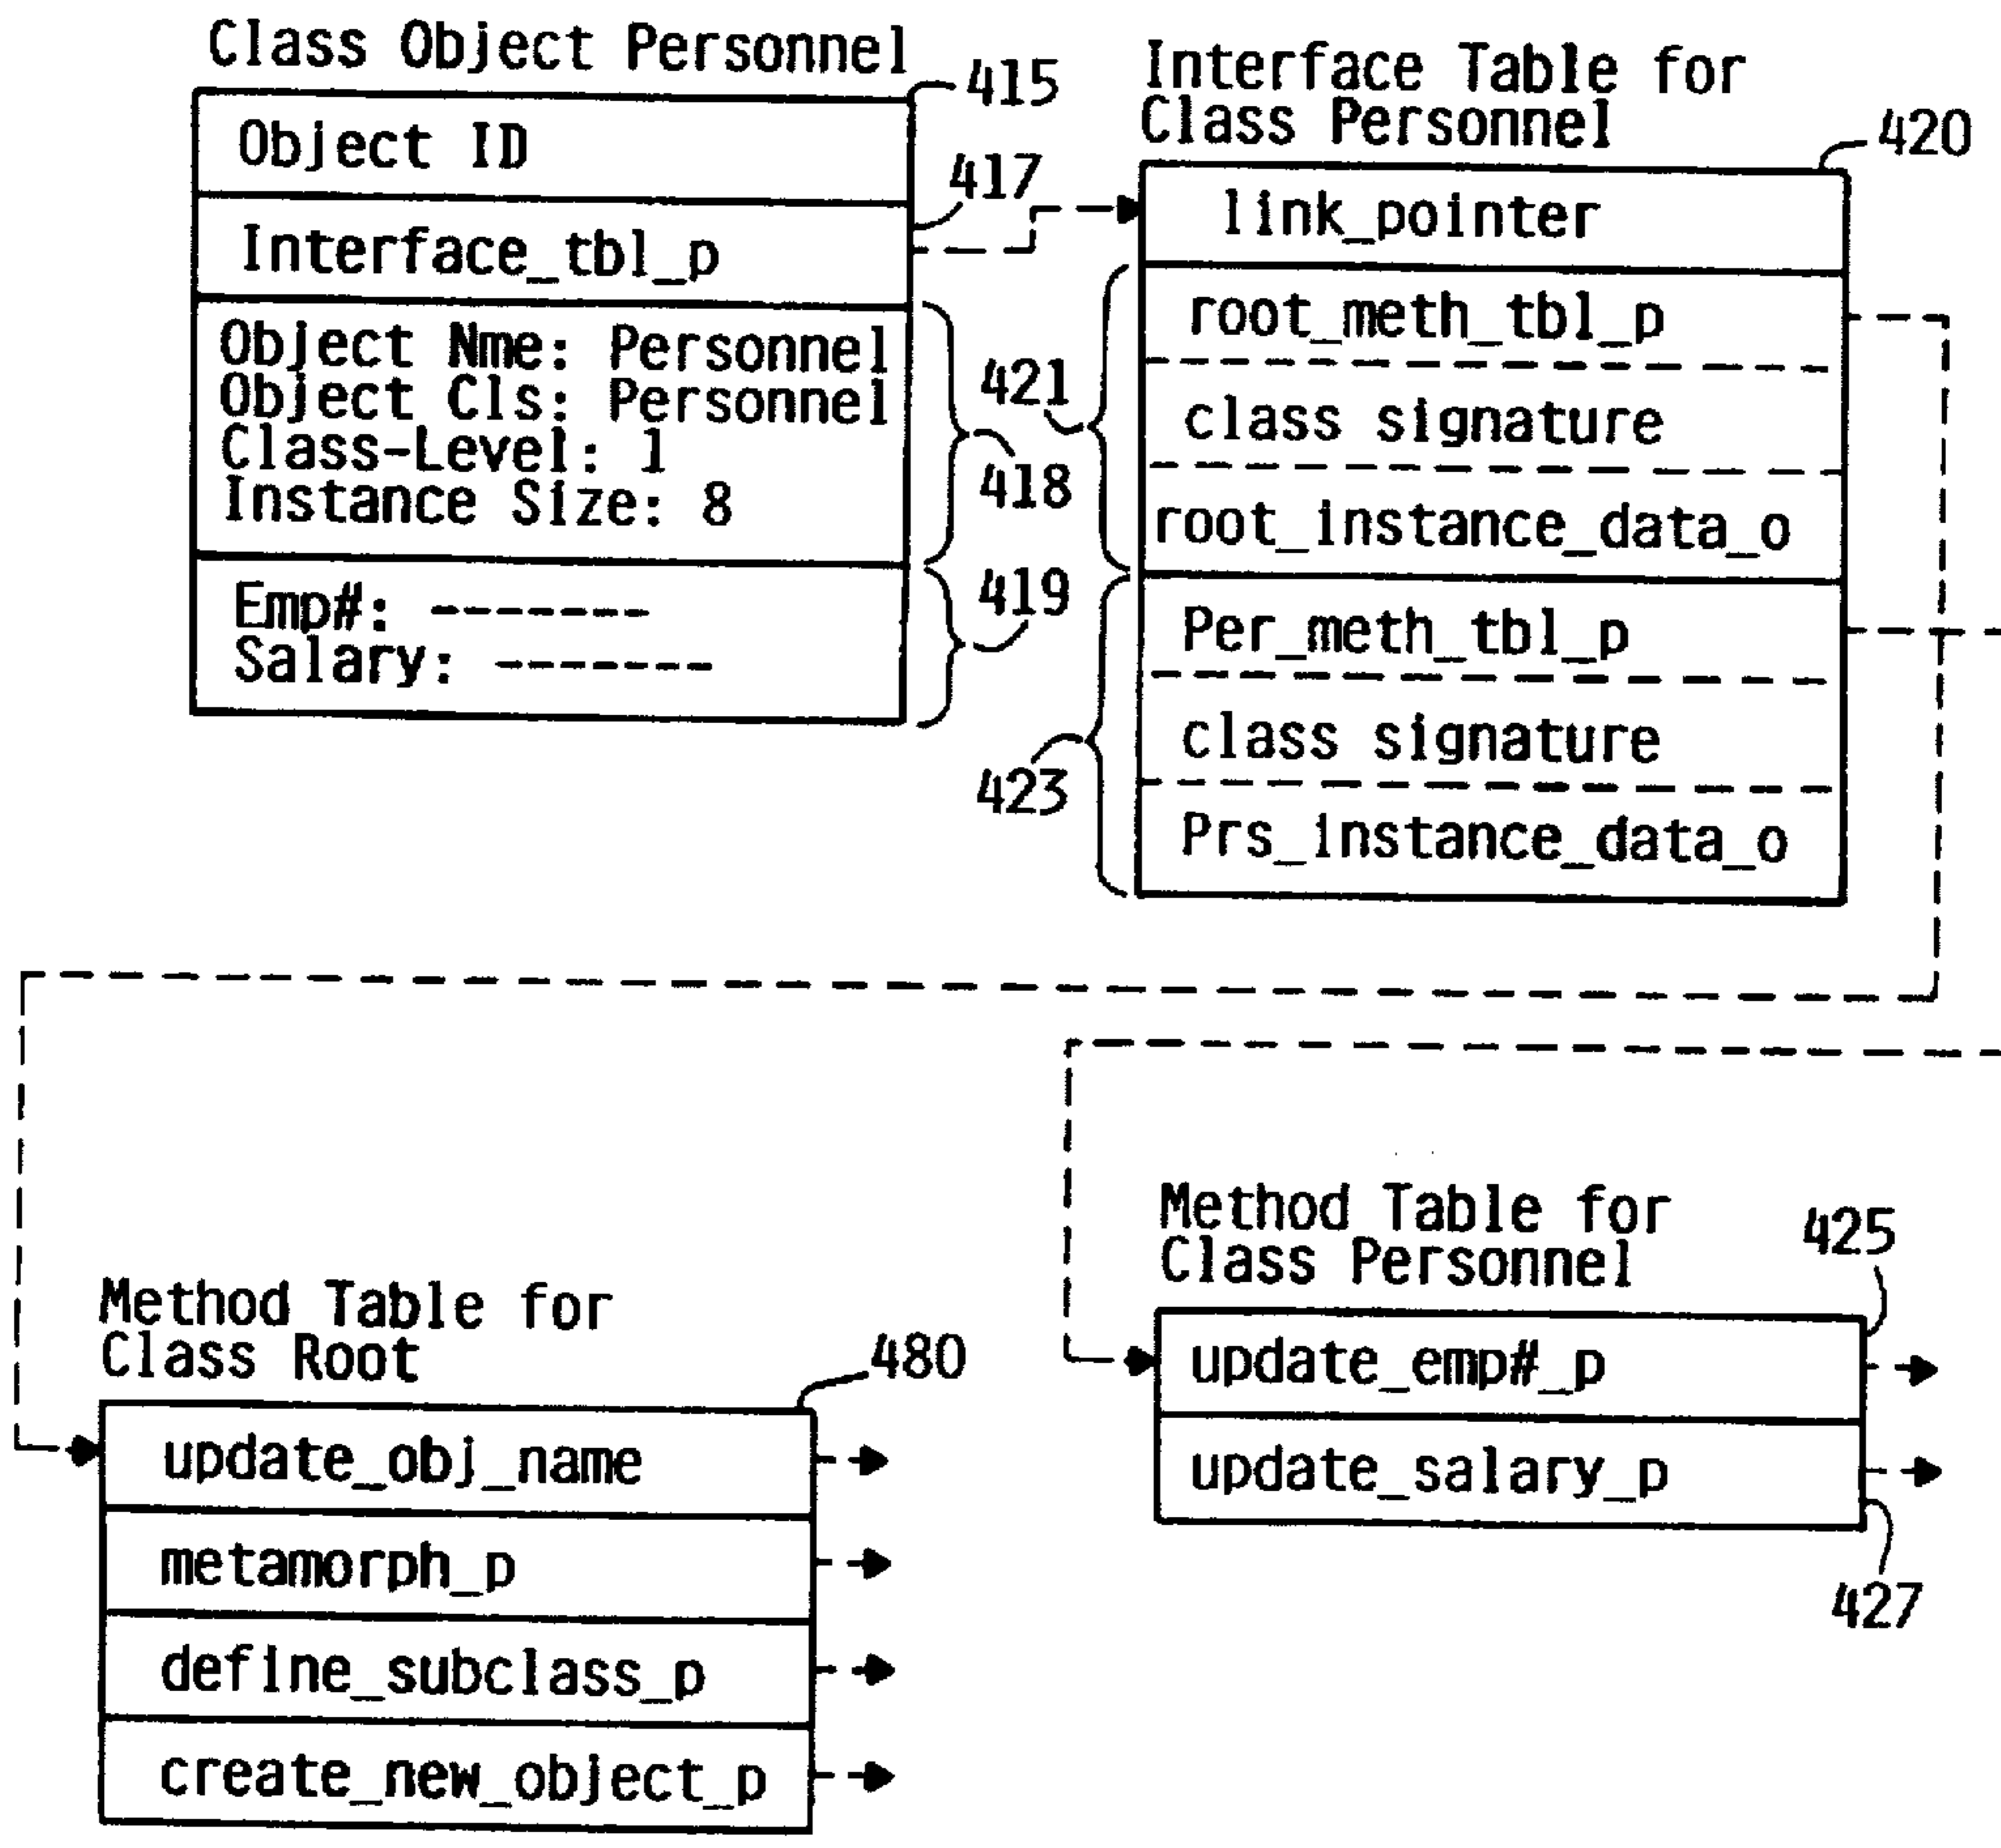 Class Object Personnel
415
Object ID
417
Interface_tbl_p
Object Nme: Personnel
Object Cls: Personnel
Class-Level: 1
Instance Size: 8
418
Emp#: -------
Salary: -------
419
Interface Table for
Class Personnel
420
link_pointer
421
root_meth_tbl_p
class signature
root_instance_data_o
423
Per_meth_tbl_p
class signature
Prs_instance_data_o
Method Table for
Class Root
480
update_obj_name
metamorph_p
define_subclass_p
create_new_object_p
Method Table for
Class Personnel
425
update_emp#_p
update_salary_p
427